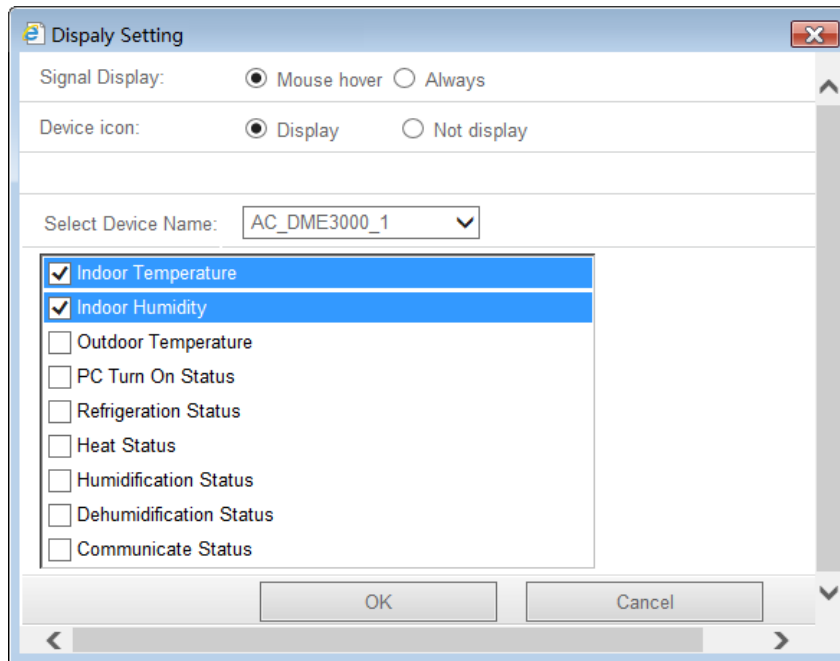 Dispaly Setting
Signal Display: Mouse hover Always
Device icon: Display Not display
Select Device Name: AC_DME3000_1
Indoor Temperature
Indoor Humidity
Outdoor Temperature
PC Turn On Status
Refrigeration Status
Heat Status
Humidification Status
Dehumidification Status
Communicate Status
OK Cancel